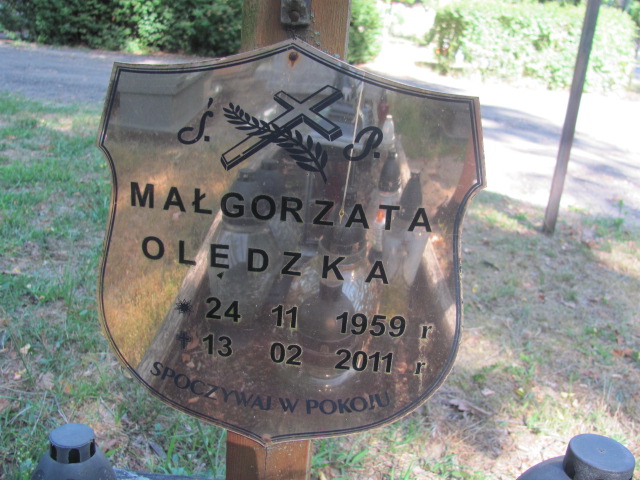 Ś. P.
MAŁGORZATA
OLĘDZKA
* 24 11 1959 r
+ 13 02 2011 r
SPOCZYWAJ W POKOJU